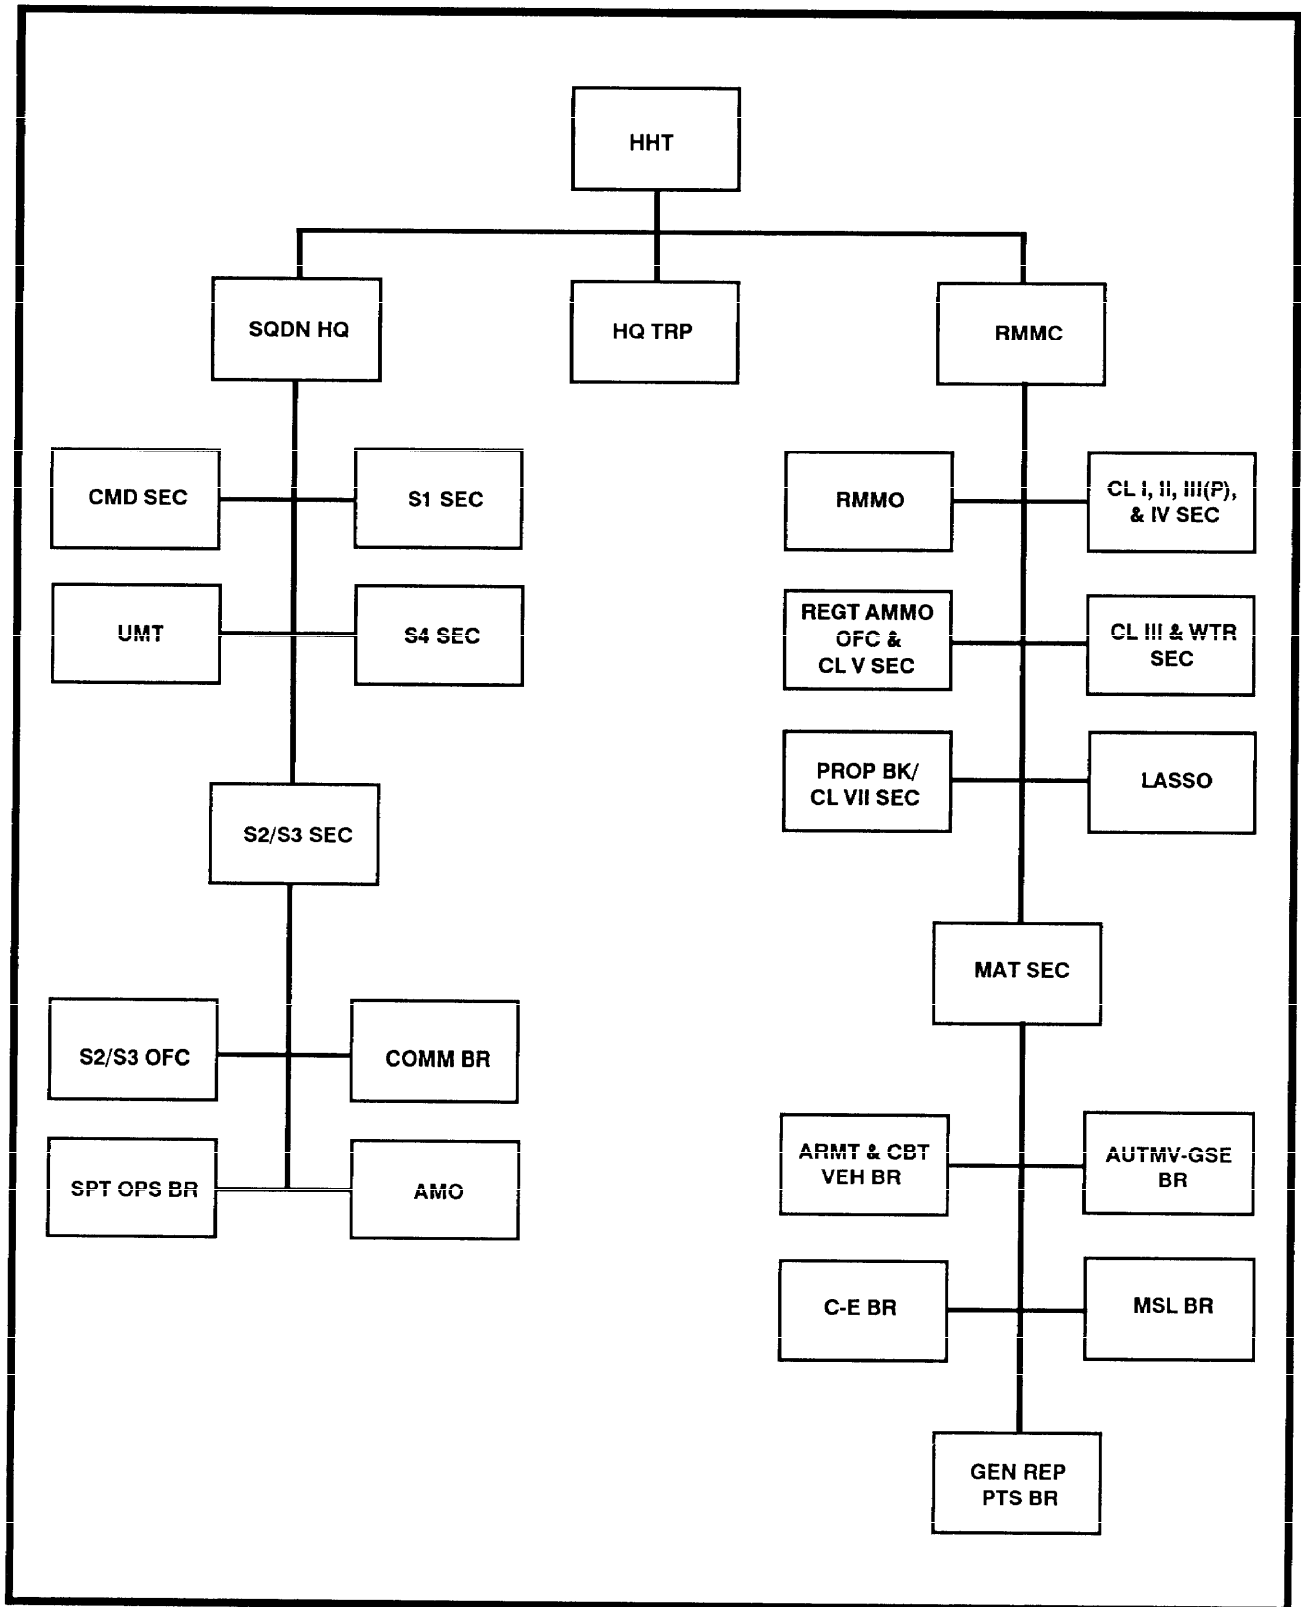 HHT
SQDN HQ
HQ TRP
RMMC
CMD SEC
S1 SEC
UMT
S4 SEC
S2/S3 SEC
S2/S3 OFC
COMM BR
SPT OPS BR
AMO
RMMO
CL I, II, III(P),
& IV SEC
REGT AMMO
OFC &
CL V SEC
CL III & WTR
SEC
PROP BK/
CL VII SEC
LASSO
MAT SEC
ARMT & CBT
VEH BR
AUTMV-GSE
BR
C-E BR
MSL BR
GEN REP
PTS BR